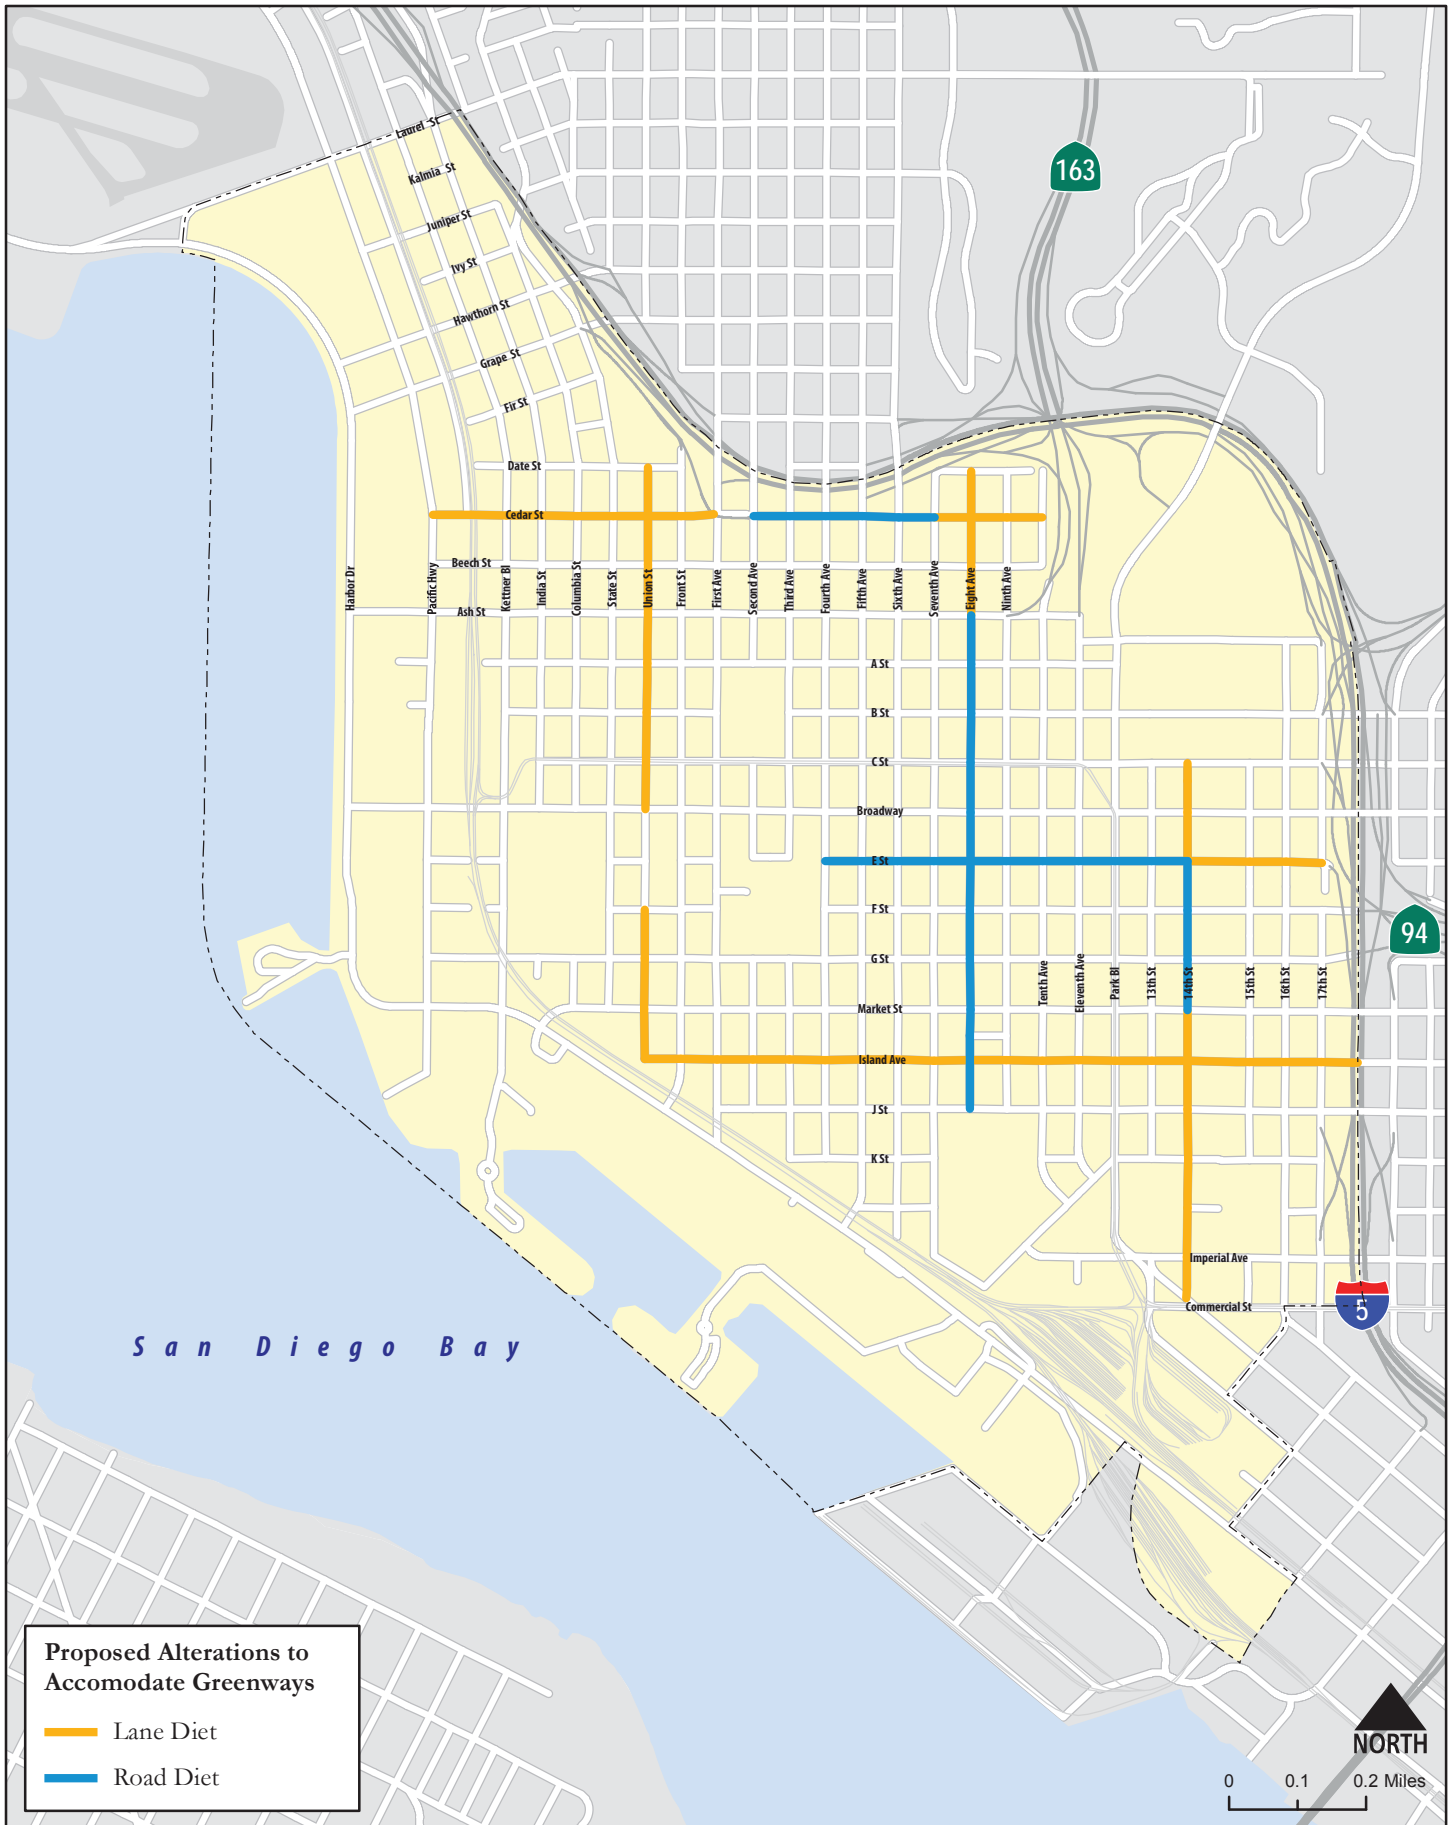 Laurel St
163
Kalmia St
Juniper St
Ivy St
Hawthorn St
Grape St
Fir St
Date St
Cedar St
Beech St
Ash St
Harbor Dr
Pacific Hwy
Kettner Bl
India St
Columbia St
State St
Union St
Front St
First Ave
Second Ave
Third Ave
Fourth Ave
Fifth Ave
Sixth Ave
Seventh Ave
Eight Ave
Ninth Ave
A St
B St
C St
Broadway
E St
F St
94
G St
Tenth Ave
Eleventh Ave
Park Bl
13th St
14th St
15th St
16th St
17th St
Market St
Island Ave
J St
K St
Imperial Ave
Commercial St
5
San Diego Bay
Proposed Alterations to
Accomodate Greenways
Lane Diet
Road Diet
NORTH
0 0.1 0.2 Miles